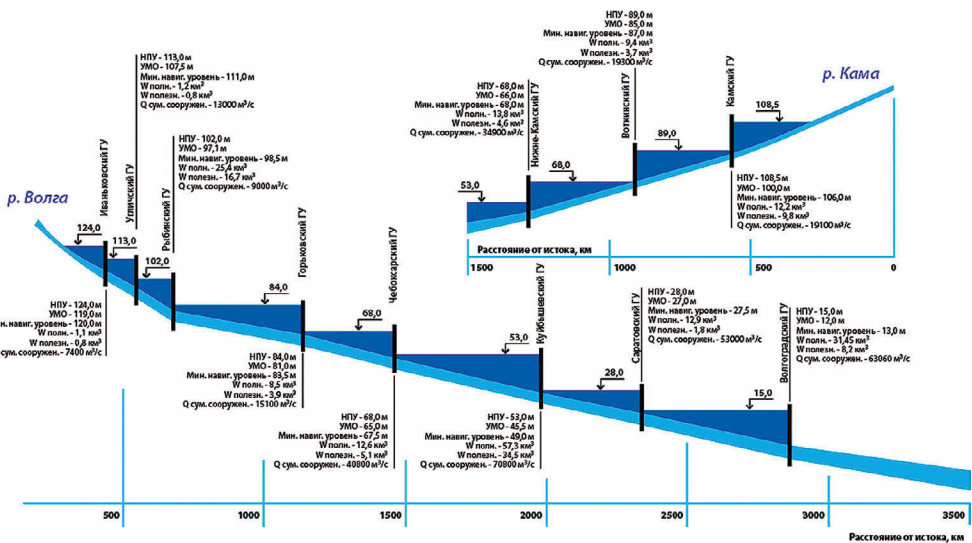 НПУ - 89,0 м
УМО - 85,0 м
Мин. навиг. уровень - 87,0 м
W полн. - 9,4 км³
W полезн. - 3,7 км³
Q сум. сооружен. - 19300 м³/с
р. Кама
НПУ - 113,0 м
УМО - 107,5 м
Мин. навиг. уровень - 111,0 м
W полн. - 1,2 км²
W полезн. - 0,8 км³
Q сум. сооружен. - 13000 м³/с
НПУ - 68,0 м
УМО - 66,0 м
Мин. навиг. уровень - 68,0 м
W полн. - 13,8 км³
W полезн. - 4,6 км³
Q сум. сооружен. - 34900 м³/с
Нижне-Камский ГУ
Воткинский ГУ
Камский ГУ
108,5
89,0
68,0
53,0
НПУ - 102,0 м
УМО - 97,1 м
Мин. навиг. уровень - 98,5 м
W полн. - 25,4 км³
W полезн. - 16,7 км³
Q сум. сооружен. - 9000 м³/с
НПУ - 108,5 м
УМО - 100,0 м
Мин. навиг. уровень - 106,0 м
W полн. - 12,2 км³
W полезн. - 9,8 км³
Q сум. сооружен. - 19100 м³/с
Расстояние от истока, км
1500
1000
500
0
р. Волга
Иваньковский ГУ
Угличский ГУ
Рыбинский ГУ
Горьковский ГУ
Чебоксарский ГУ
Куйбышевский ГУ
Саратовский ГУ
Волгоградский ГУ
124,0
113,0
102,0
84,0
68,0
53,0
28,0
15,0
НПУ - 28,0 м
УМО - 27,0 м
Мин. навиг. уровень - 27,5 м
W полн. - 12,9 км³
W полезн. - 1,8 км³
Q сум. сооружен. - 53000 м³/с
НПУ - 15,0 м
УМО - 12,0 м
Мин. навиг. уровень - 13,0 м
W полн. - 31,45 км³
W полезн. - 8,2 км³
Q сум. сооружен. - 63060 м³/с
НПУ - 124,0 м
УМО - 119,0 м
н. навиг. уровень - 120,0 м
W полн. - 1,1 км³
W полезн. - 0,8 км³
сум. сооружен. - 7400 м³/с
НПУ - 84,0 м
УМО - 81,0 м
Мин. навиг. уровень - 83,5 м
W полн. - 8,5 км³
W полезн. - 3,9 км³
Q сум. сооружен. - 15100 м³/с
НПУ - 68,0 м
УМО - 65,0 м
Мин. навиг. уровень - 67,5 м
W полн. - 12,6 км³
W полезн. - 5,1 км³
Q сум. сооружен. - 40800 м³/с
НПУ - 53,0 м
УМО - 45,5 м
Мин. навиг. уровень - 49,0 м
W полн. - 57,3 км³
W полезн. - 34,5 км³
Q сум. сооружен. - 70800 м³/с
500
1000
1500
2000
2500
3000
3500
Расстояние от истока, км